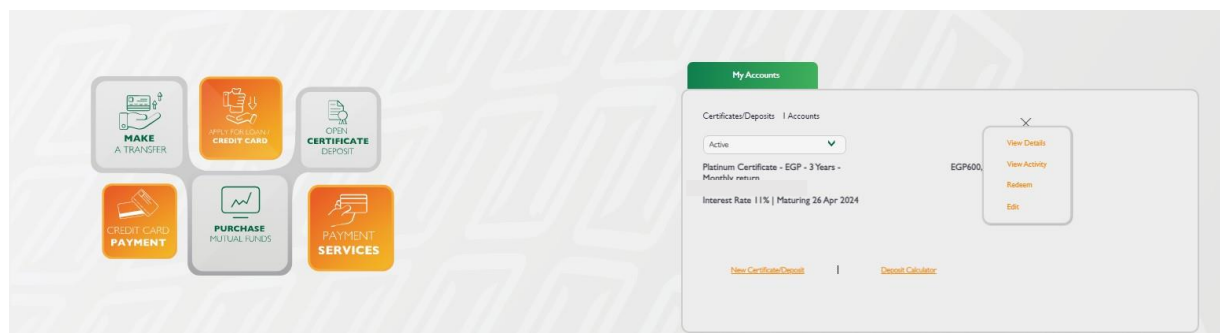 MAKE
A TRANSFER
APPLY FOR LOAN /
CREDIT CARD
OPEN
CERTIFICATE
DEPOSIT
CREDIT CARD
PAYMENT
PURCHASE
MUTUAL FUNDS
PAYMENT
SERVICES
My Accounts
Certificates/Deposits | Accounts
Active
Platinum Certificate - EGP - 3 Years - EGP600,
Monthly return
Interest Rate 11% | Maturing 26 Apr 2024
View Details
View Activity
Redeem
Edit
New Certificate/Deposit | Deposit Calculator